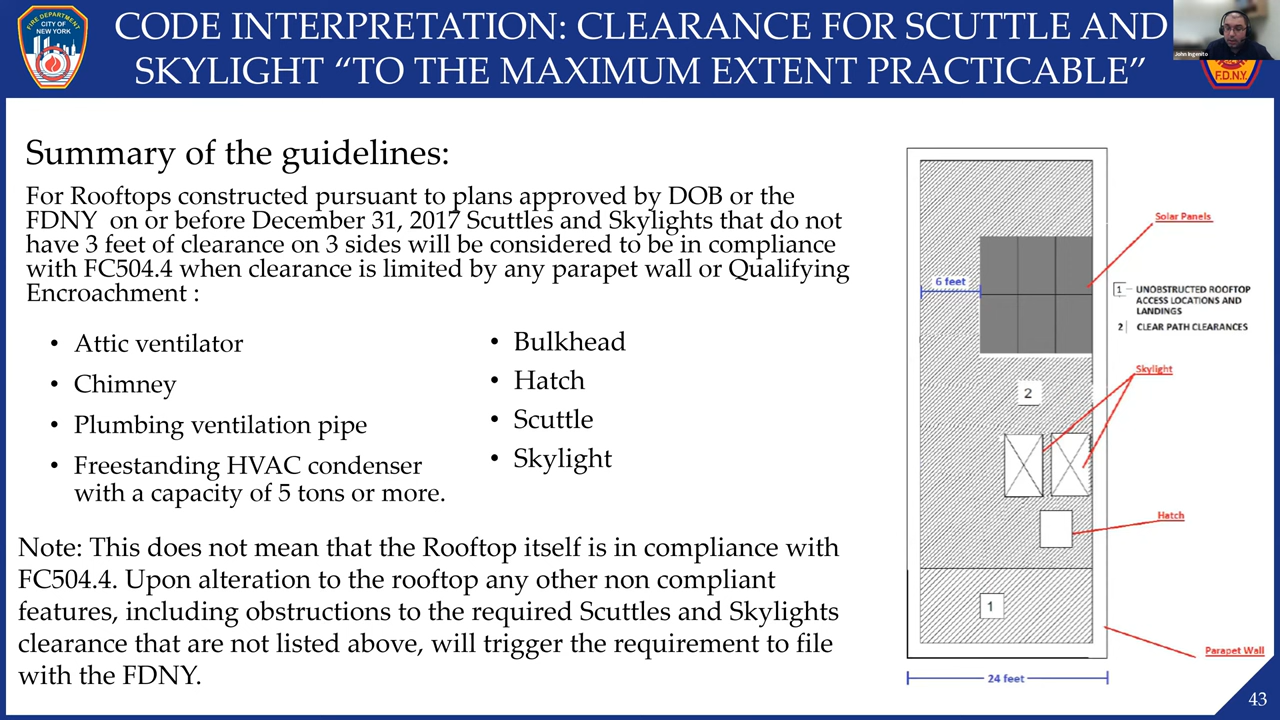 CODE INTERPRETATION: CLEARANCE FOR SCUTTLE AND
SKYLIGHT “TO THE MAXIMUM EXTENT PRACTICABLE”
FIRE DEPARTMENT
CITY OF
NEW YORK
John Ingenito
F.D.N.Y.
Summary of the guidelines:
For Rooftops constructed pursuant to plans approved by DOB or the
FDNY on or before December 31, 2017 Scuttles and Skylights that do not
have 3 feet of clearance on 3 sides will be considered to be in compliance
with FC504.4 when clearance is limited by any parapet wall or Qualifying
Encroachment :
• Attic ventilator
• Chimney
• Plumbing ventilation pipe
• Freestanding HVAC condenser
with a capacity of 5 tons or more.
• Bulkhead
• Hatch
• Scuttle
• Skylight
Note: This does not mean that the Rooftop itself is in compliance with
FC504.4. Upon alteration to the rooftop any other non compliant
features, including obstructions to the required Scuttles and Skylights
clearance that are not listed above, will trigger the requirement to file
with the FDNY.
Solar Panels
6 feet
1 – UNOBSTRUCTED ROOFTOP
ACCESS LOCATIONS AND
LANDINGS
2 CLEAR PATH CLEARANCES
Skylight
2
Hatch
1
Parapet Wall
24 feet
43